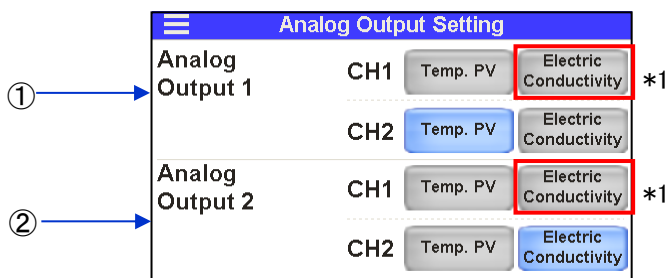 Analog Output Setting
Analog
Output 1
CH1
Temp. PV
Electric
Conductivity
*1
①
CH2
Temp. PV
Electric
Conductivity
Analog
Output 2
CH1
Temp. PV
Electric
Conductivity
*1
②
CH2
Temp. PV
Electric
Conductivity